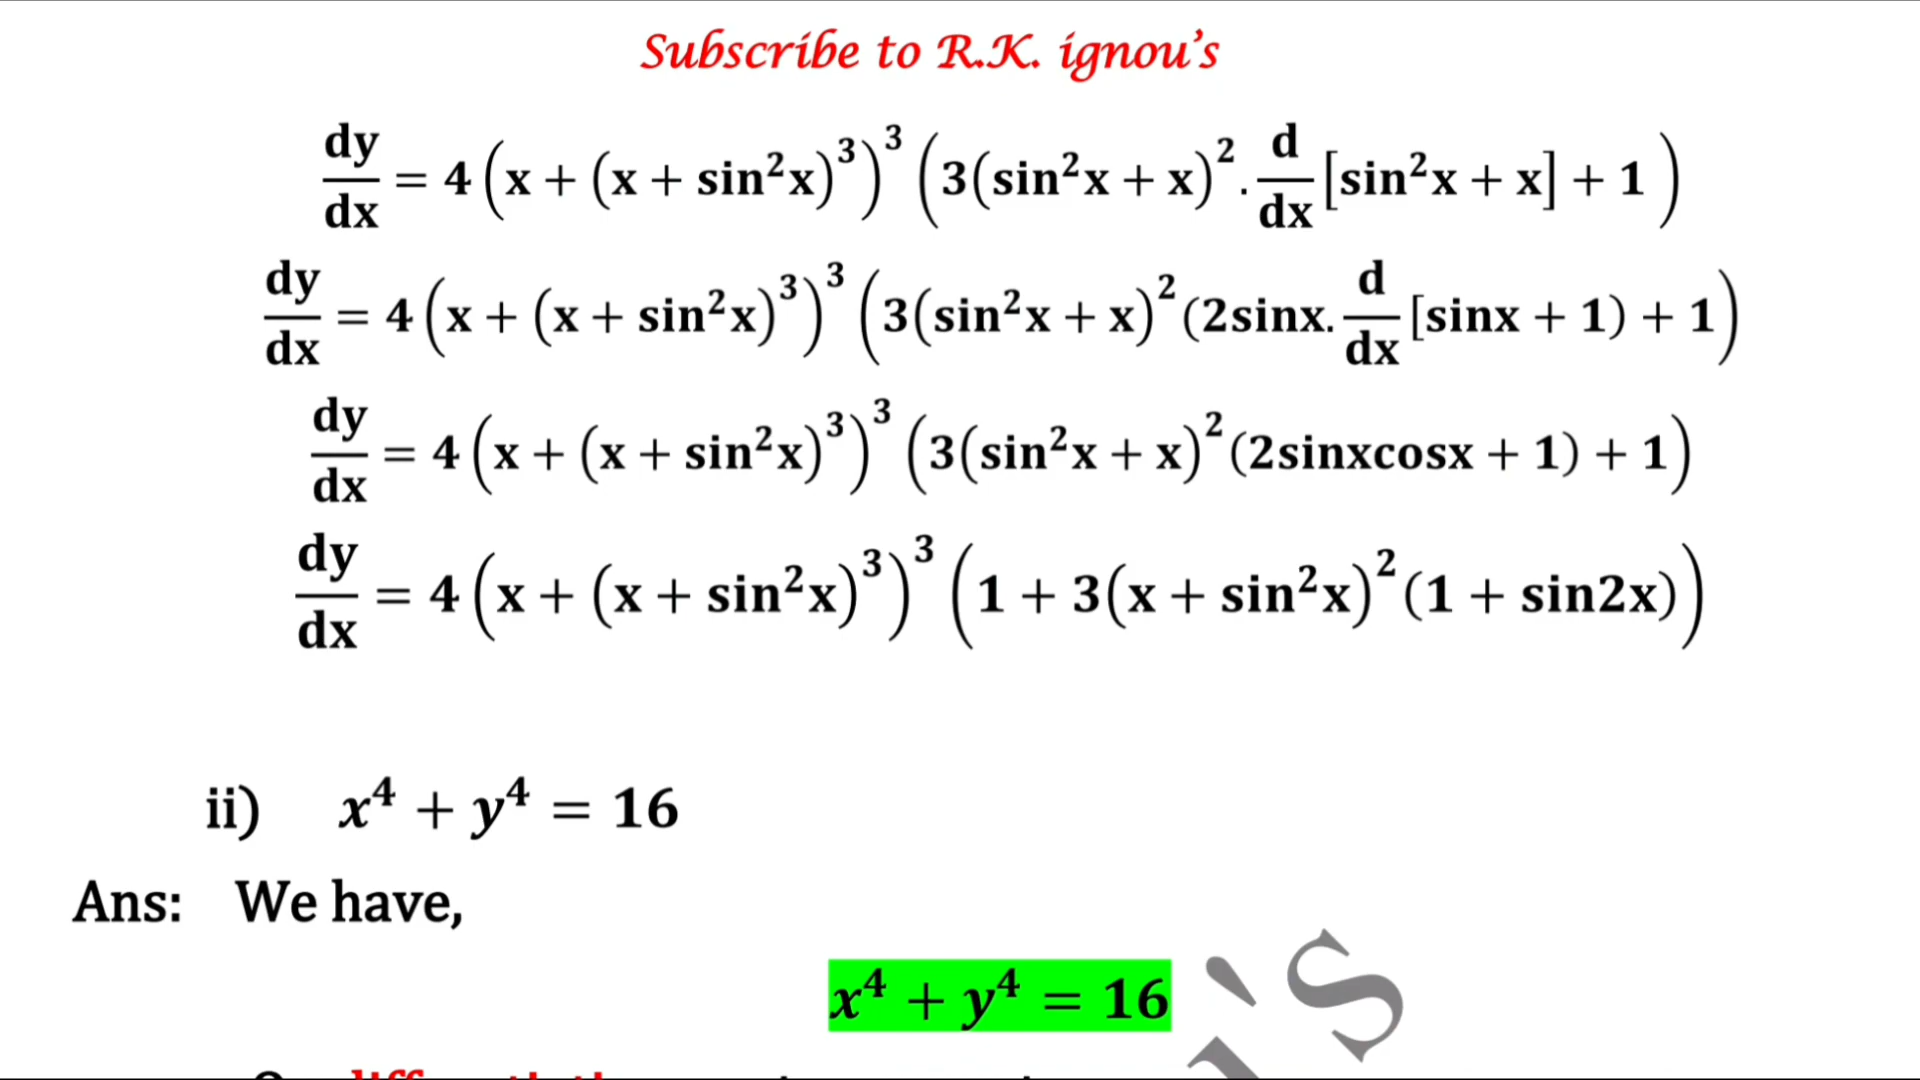 Subscribe to R.K. ignou's
dy/dx = 4(x + (x + sin²x)³)³ (3(sin²x + x)². d/dx [sin²x + x] + 1 )
dy/dx = 4(x + (x + sin²x)³)³ (3(sin²x + x)²(2sinx. d/dx [sinx + 1) + 1)
dy/dx = 4(x + (x + sin²x)³)³ (3(sin²x + x)²(2sinxcosx + 1) + 1)
dy/dx = 4(x + (x + sin²x)³)³ (1 + 3(x + sin²x)²(1 + sin2x))
ii) x⁴ + y⁴ = 16
Ans: We have,
x⁴ + y⁴ = 16
's